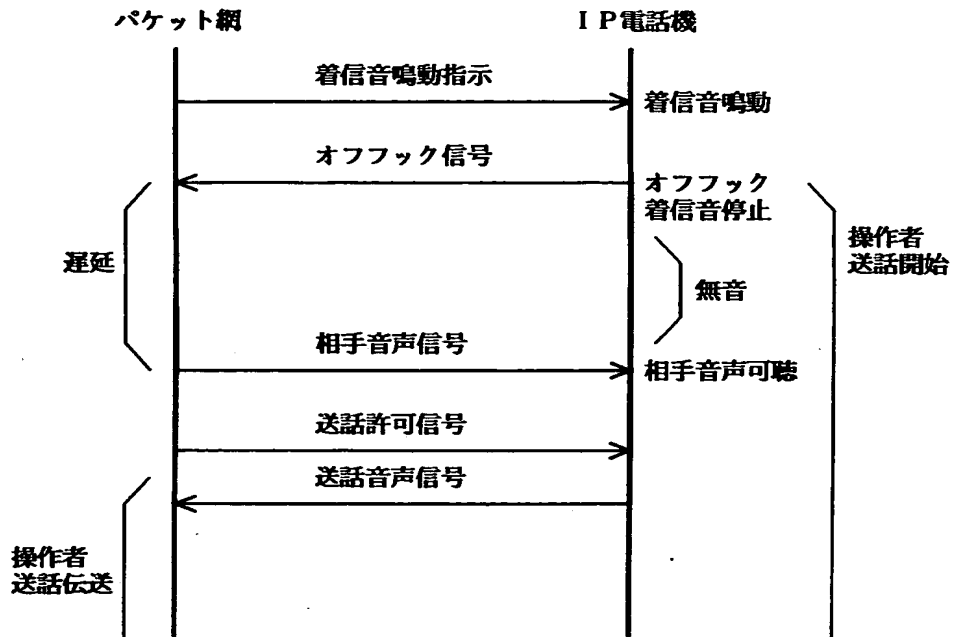 パケット網
ＩＰ電話機
着信音鳴動指示
着信音鳴動
オフフック信号
オフフック
着信音停止
操作者
送話開始
遅延
無音
相手音声信号
相手音声可聴
送話許可信号
送話音声信号
操作者
送話伝送